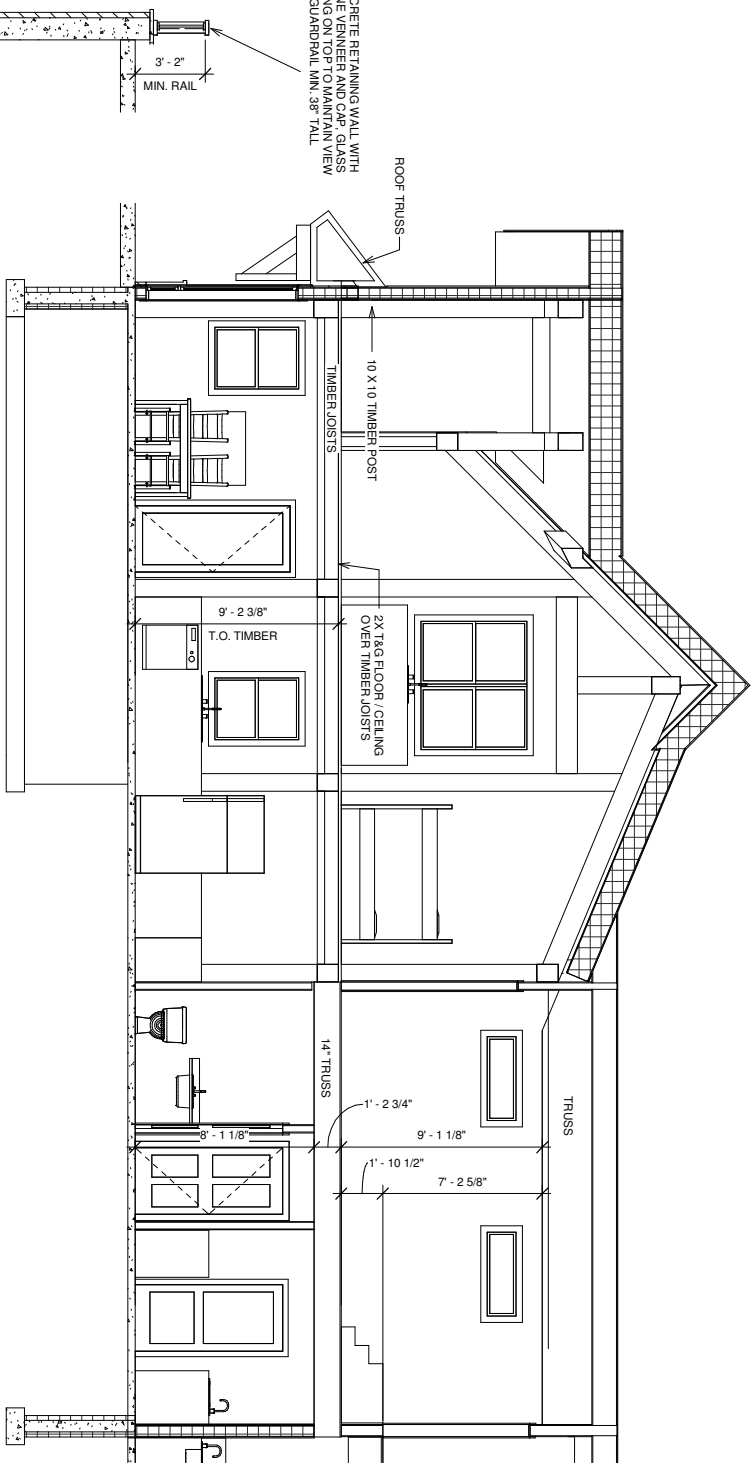 CRETE RETAINING WALL WITH
VENNEER AND CAP, GLASS
ON TOP TO MAINTAIN VIEW
GUARDRAIL MIN. 38" TALL
3' - 2"
MIN. RAIL
ROOF TRUSS
10 X 10 TIMBER POST
TIMBER JOISTS
2X T&G FLOOR / CEILING
OVER TIMBER JOISTS
9' - 2 3/8"
T.O. TIMBER
14" TRUSS
TRUSS
8' - 1 1/8"
1' - 2 3/4"
9' - 1 1/8"
1' - 10 1/2"
7' - 2 5/8"